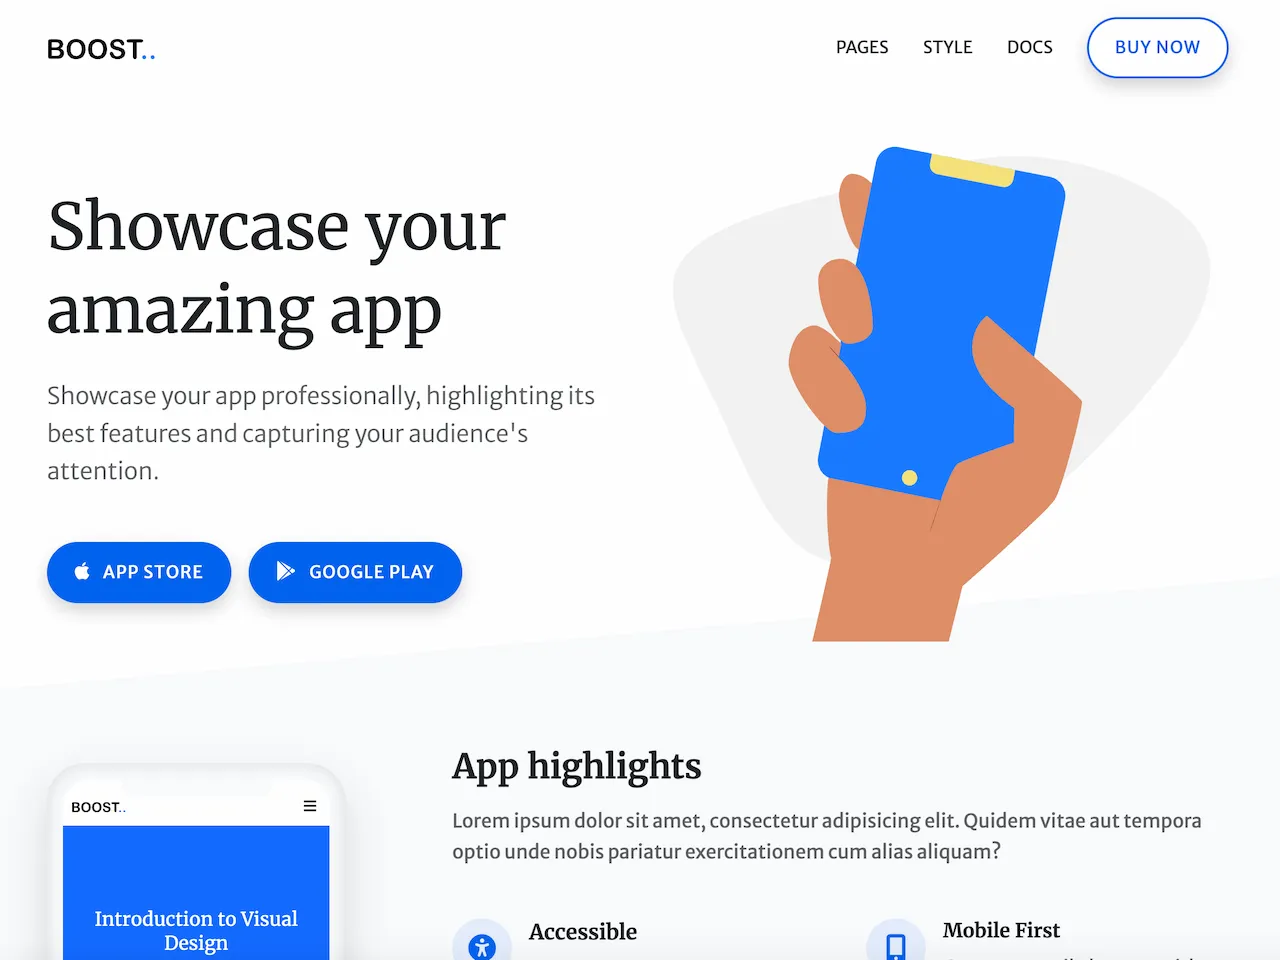 BOOST..
PAGES
STYLE
DOCS
BUY NOW
Showcase your
amazing app
Showcase your app professionally, highlighting its
best features and capturing your audience's
attention.
APP STORE
GOOGLE PLAY
BOOST..
Introduction to Visual
Design
App highlights
Lorem ipsum dolor sit amet, consectetur adipisicing elit. Quidem vitae aut tempora
optio unde nobis pariatur exercitationem cum alias aliquam?
Accessible
Mobile First